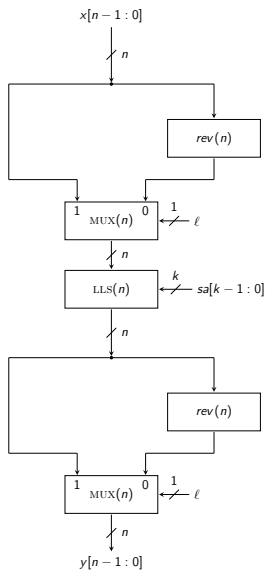 x[n − 1 : 0]
n
rev(n)
1 0
MUX(n)
1
ℓ
n
LLS(n)
k
sa[k − 1 : 0]
n
rev(n)
1 0
MUX(n)
1
ℓ
n
y[n − 1 : 0]